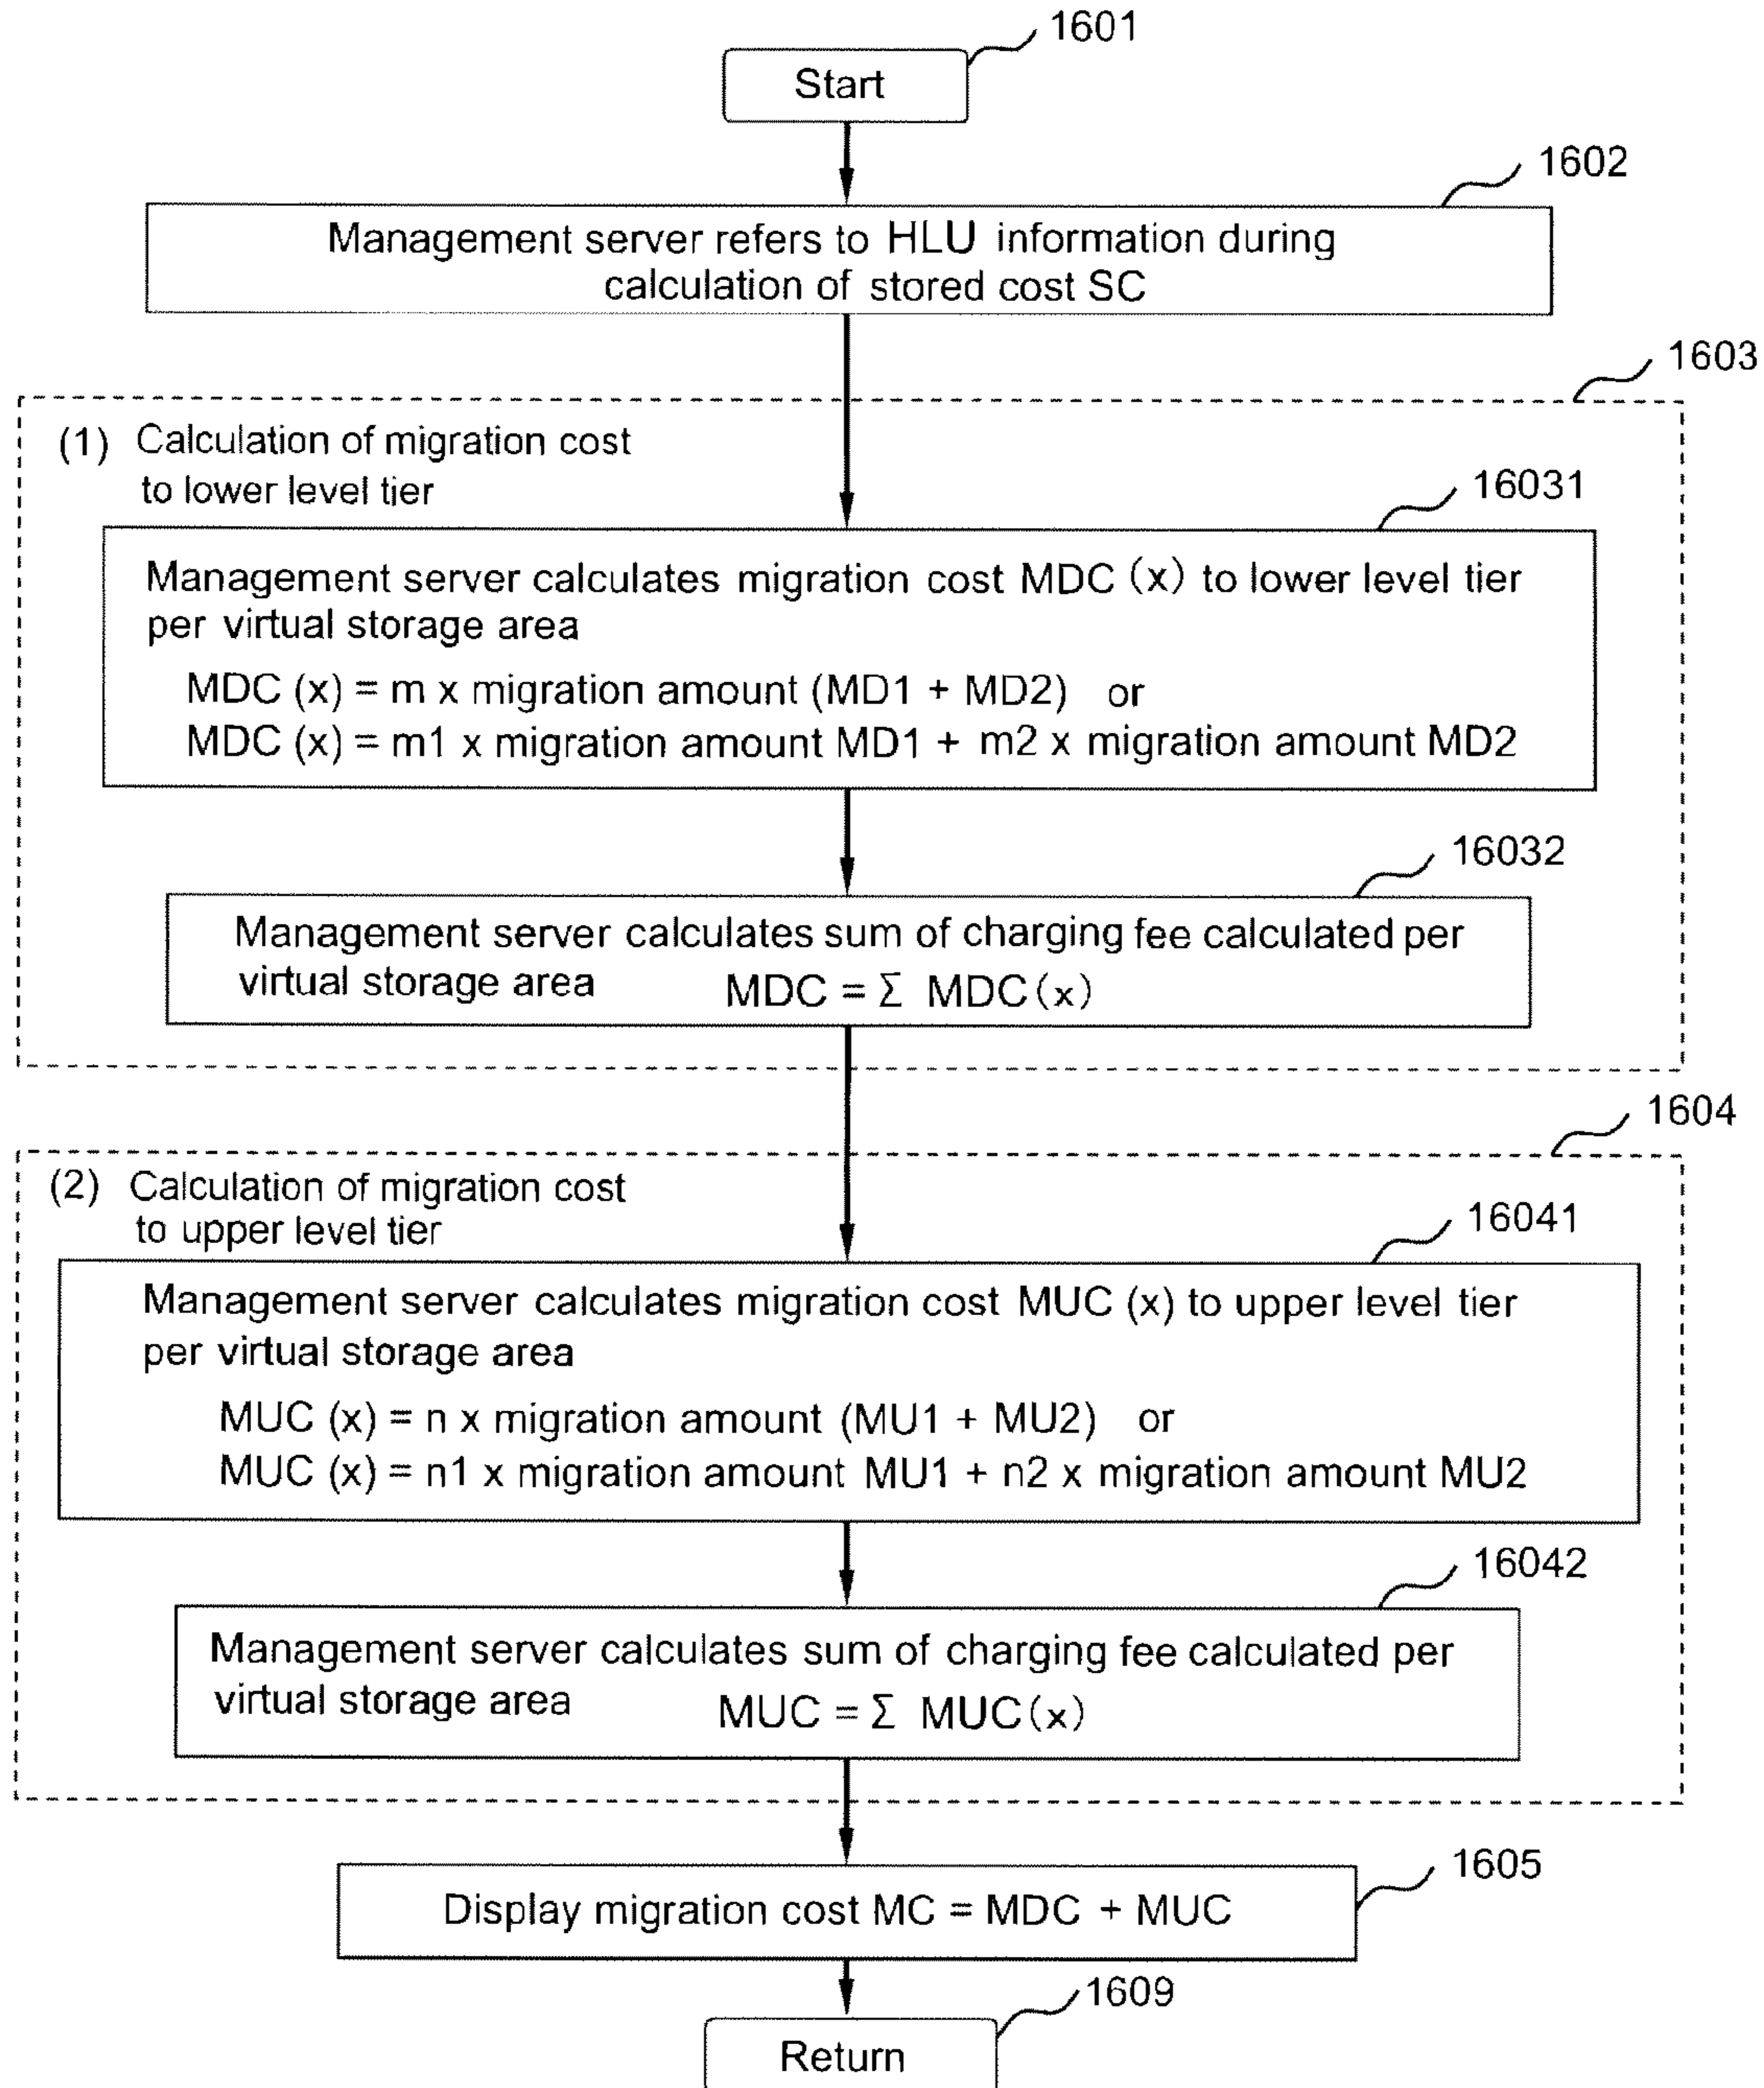 1601
Start
1602
Management server refers to HLU information during
calculation of stored cost SC
1603
(1) Calculation of migration cost
to lower level tier
16031
Management server calculates migration cost MDC (x) to lower level tier
per virtual storage area
MDC (x) = m x migration amount (MD1 + MD2) or
MDC (x) = m1 x migration amount MD1 + m2 x migration amount MD2
16032
Management server calculates sum of charging fee calculated per
virtual storage area MDC = Σ MDC(x)
1604
(2) Calculation of migration cost
to upper level tier
16041
Management server calculates migration cost MUC (x) to upper level tier
per virtual storage area
MUC (x) = n x migration amount (MU1 + MU2) or
MUC (x) = n1 x migration amount MU1 + n2 x migration amount MU2
16042
Management server calculates sum of charging fee calculated per
virtual storage area MUC = Σ MUC(x)
1605
Display migration cost MC = MDC + MUC
1609
Return